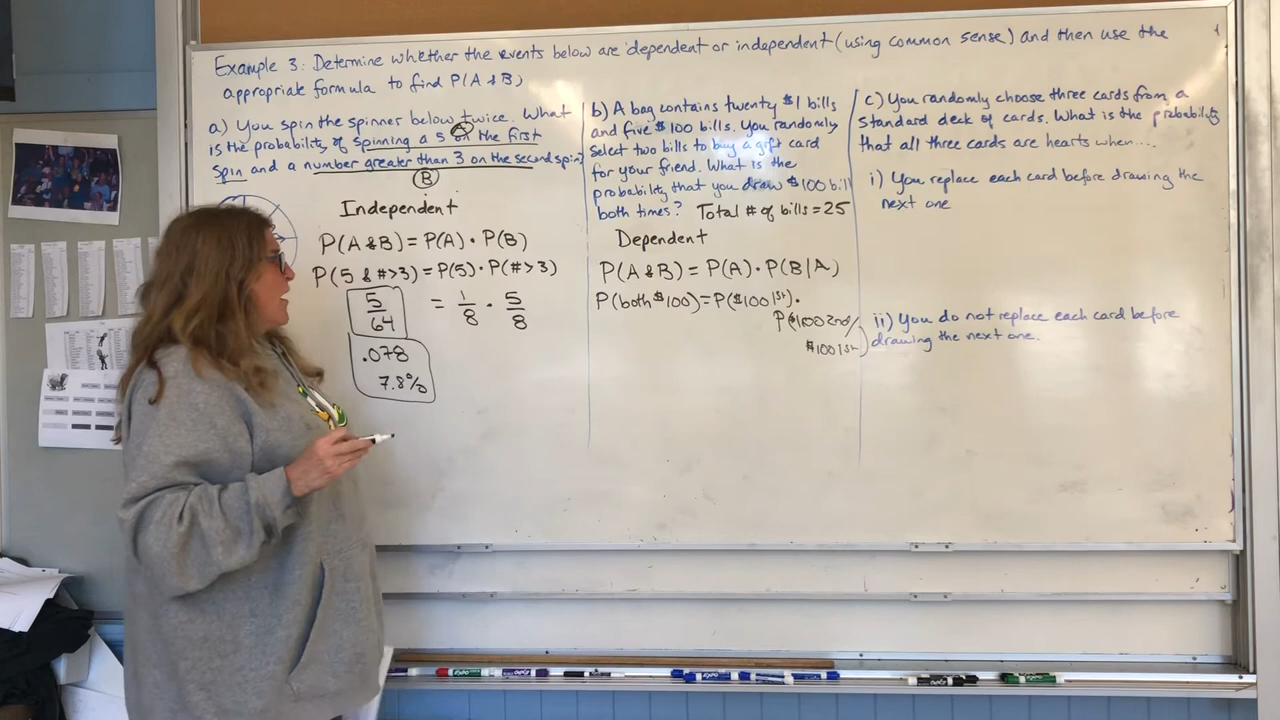 Example 3: Determine whether the events below are dependent or independent (using common sense) and then use the
appropriate formula to find P(A & B)
a) You spin the spinner below twice. What
is the probability of spinning a 5 on the first
spin and a number greater than 3 on the second spin?
A
B
Independent
P(A & B) = P(A) · P(B)
P(5 & #>3) = P(5) · P(#>3)
5/64 = 1/8 · 5/8
.078
7.8%
b) A bag contains twenty $1 bills
and five $100 bills. You randomly
select two bills to buy a gift card
for your friend. What is the
probability that you draw $100 bill
both times? Total # of bills = 25
Dependent
P(A & B) = P(A) · P(B|A)
P(both $100) = P($100 1st) ·
P($100 2nd/
$100 1st)
c) You randomly choose three cards from a
standard deck of cards. What is the probability
that all three cards are hearts when....
i) You replace each card before drawing the
next one
ii) You do not replace each card before
drawing the next one.